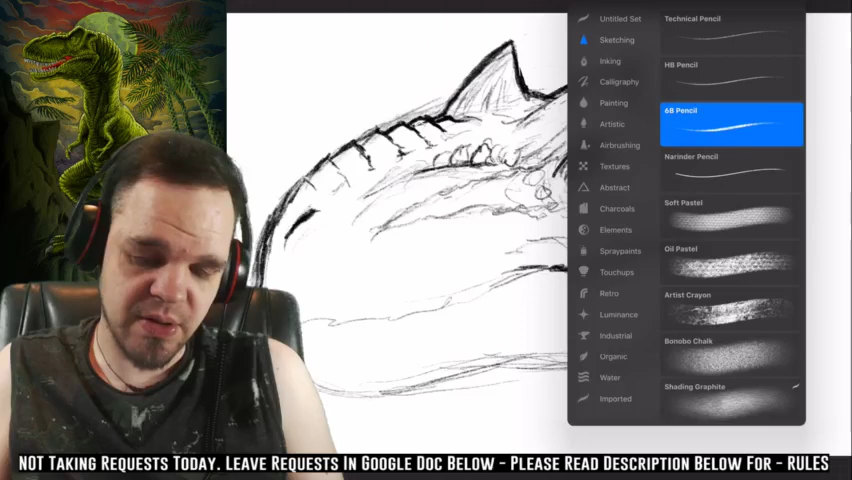 Untitled Set
Sketching
Inking
Calligraphy
Painting
Artistic
Airbrushing
Textures
Abstract
Charcoals
Elements
Spraypaints
Touchups
Retro
Luminance
Industrial
Organic
Water
Imported
Technical Pencil
HB Pencil
6B Pencil
Narinder Pencil
Soft Pastel
Oil Pastel
Artist Crayon
Bonobo Chalk
Shading Graphite
NOT TAKING REQUESTS TODAY. LEAVE REQUESTS IN GOOGLE DOC BELOW - PLEASE READ DESCRIPTION BELOW FOR - RULES